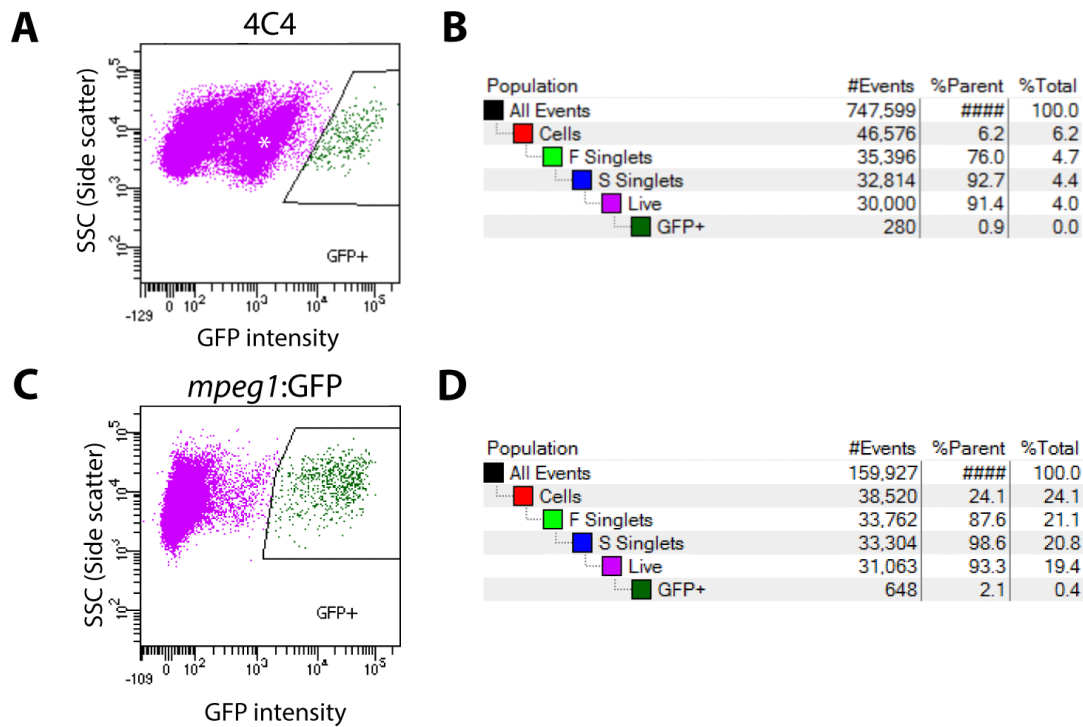 A
4C4
SSC (Side scatter)
10^5
10^4
10^3
10^2
*
GFP+
-129 0 10^2 10^3 10^4 10^5
GFP intensity
B
Population #Events %Parent %Total
All Events 747,599 #### 100.0
Cells 46,576 6.2 6.2
F Singlets 35,396 76.0 4.7
S Singlets 32,814 92.7 4.4
Live 30,000 91.4 4.0
GFP+ 280 0.9 0.0
C
mpeg1:GFP
SSC (Side scatter)
10^5
10^4
10^3
10^2
GFP+
-109 0 10^2 10^3 10^4 10^5
GFP intensity
D
Population #Events %Parent %Total
All Events 159,927 #### 100.0
Cells 38,520 24.1 24.1
F Singlets 33,762 87.6 21.1
S Singlets 33,304 98.6 20.8
Live 31,063 93.3 19.4
GFP+ 648 2.1 0.4